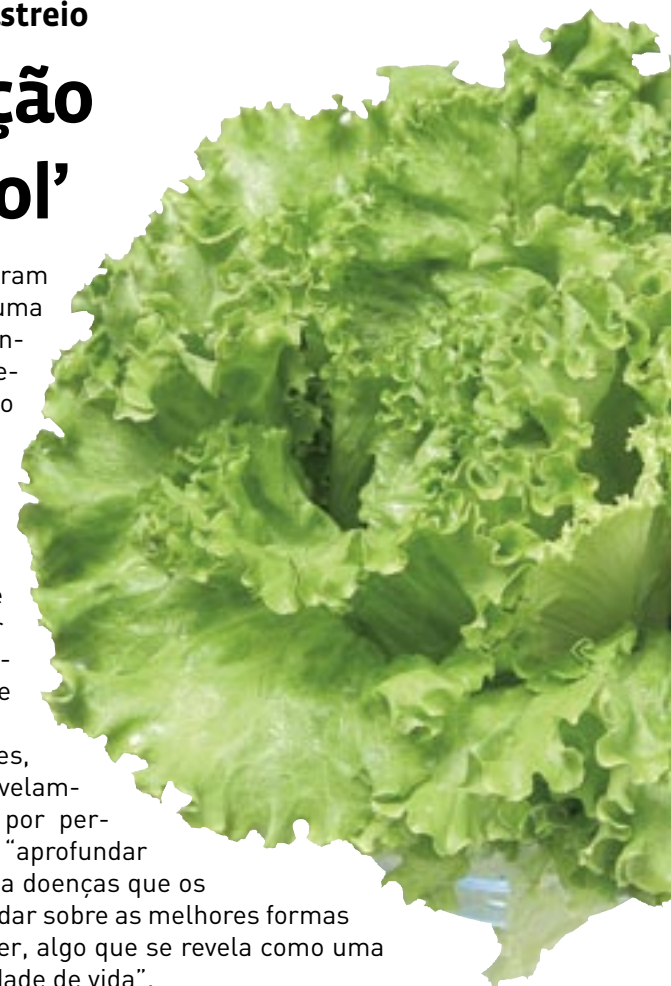 streio
ção
ol’
ram
uma
n-
e-
o
e
-
e
es,
velam-
por per-
“aprofundar
a doenças que os
dar sobre as melhores formas
er, algo que se revela como uma
dade de vida”.